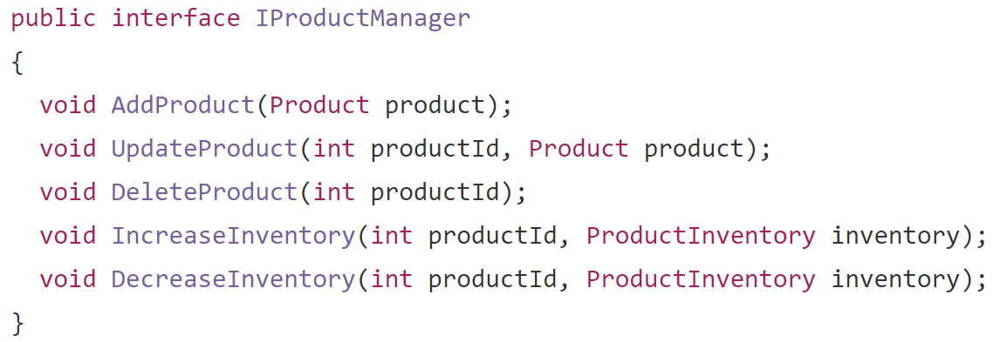 public interface IProductManager
{
  void AddProduct(Product product);
  void UpdateProduct(int productId, Product product);
  void DeleteProduct(int productId);
  void IncreaseInventory(int productId, ProductInventory inventory);
  void DecreaseInventory(int productId, ProductInventory inventory);
}